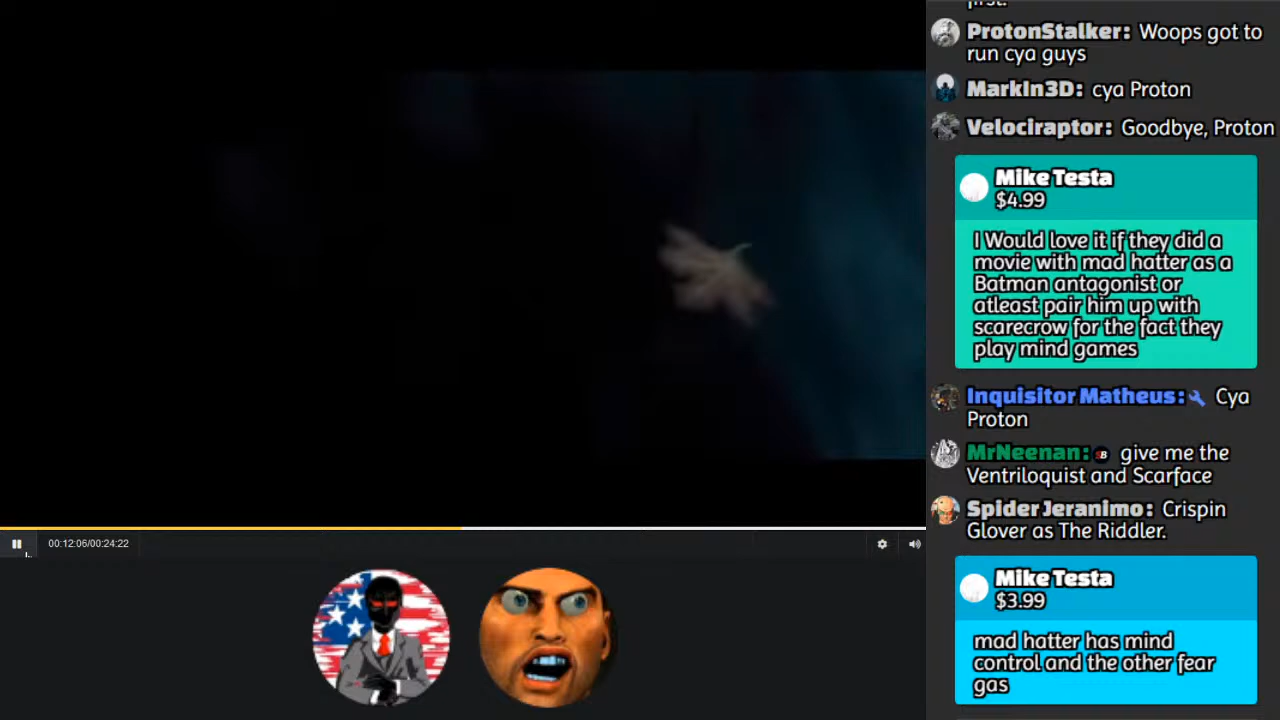 first.
ProtonStalker: Woops got to
run cya guys
MarkIn3D: cya Proton
Velociraptor: Goodbye, Proton
Mike Testa
$4.99
I Would love it if they did a
movie with mad hatter as a
Batman antagonist or
atleast pair him up with
scarecrow for the fact they
play mind games
Inquisitor Matheus: Cya
Proton
MrNeenan: SB give me the
Ventriloquist and Scarface
Spider Jeranimo: Crispin
Glover as The Riddler.
Mike Testa
$3.99
mad hatter has mind
control and the other fear
gas
00:12:06/00:24:22